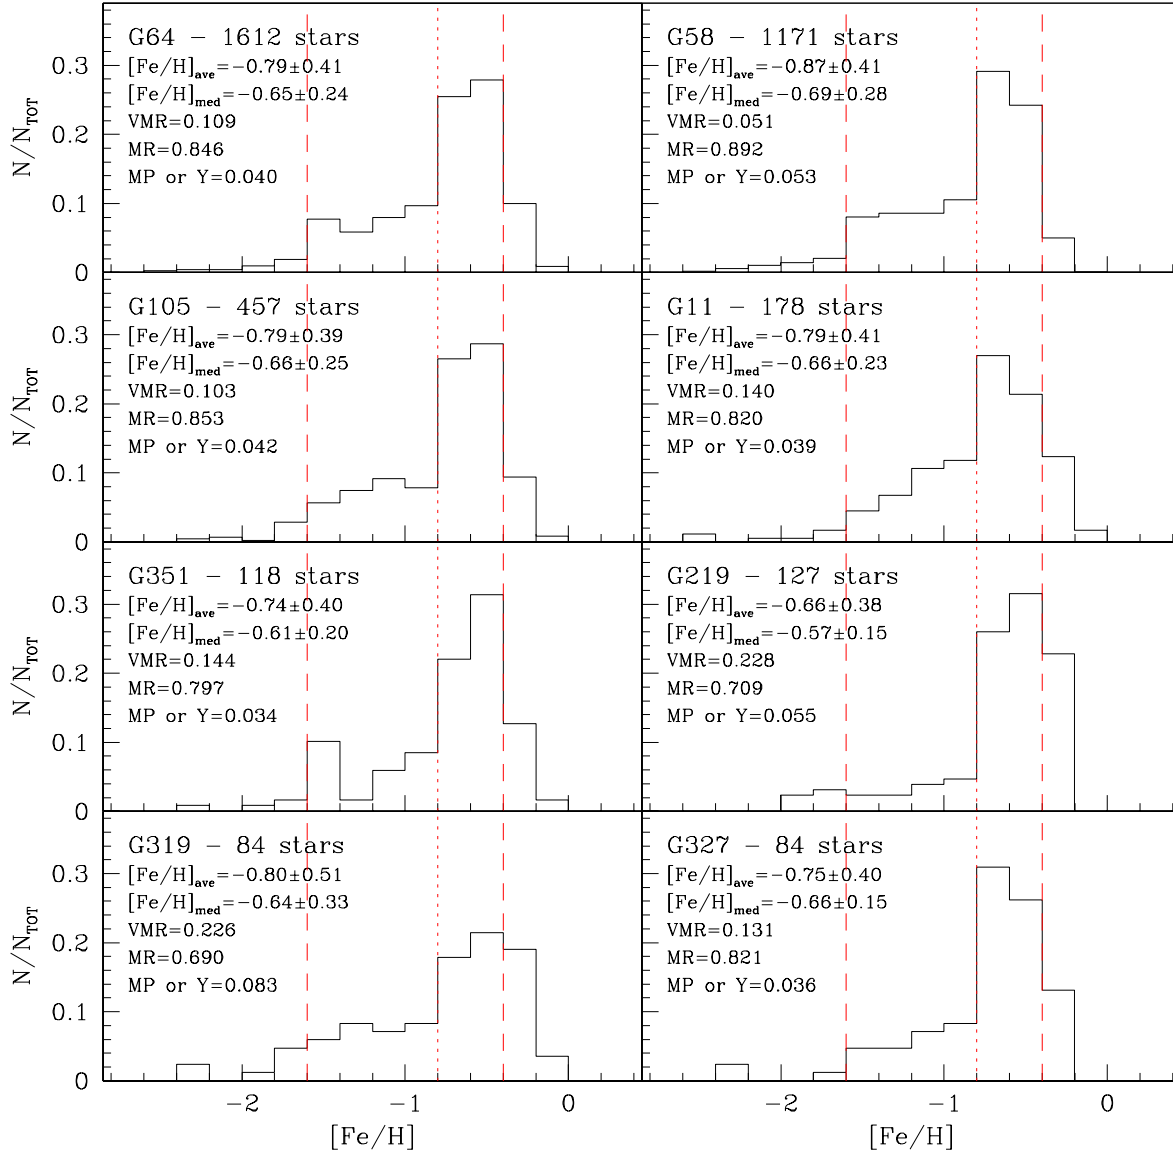 G64 − 1612 stars
[Fe/H]ave=−0.79±0.41
[Fe/H]med=−0.65±0.24
VMR=0.109
MR=0.846
MP or Y=0.040
G58 − 1171 stars
[Fe/H]ave=−0.87±0.41
[Fe/H]med=−0.69±0.28
VMR=0.051
MR=0.892
MP or Y=0.053
N/NTOT
0.3
0.2
0.1
0
G105 − 457 stars
[Fe/H]ave=−0.79±0.39
[Fe/H]med=−0.66±0.25
VMR=0.103
MR=0.853
MP or Y=0.042
G11 − 178 stars
[Fe/H]ave=−0.79±0.41
[Fe/H]med=−0.66±0.23
VMR=0.140
MR=0.820
MP or Y=0.039
N/NTOT
0.3
0.2
0.1
0
G351 − 118 stars
[Fe/H]ave=−0.74±0.40
[Fe/H]med=−0.61±0.20
VMR=0.144
MR=0.797
MP or Y=0.034
G219 − 127 stars
[Fe/H]ave=−0.66±0.38
[Fe/H]med=−0.57±0.15
VMR=0.228
MR=0.709
MP or Y=0.055
N/NTOT
0.3
0.2
0.1
0
G319 − 84 stars
[Fe/H]ave=−0.80±0.51
[Fe/H]med=−0.64±0.33
VMR=0.226
MR=0.690
MP or Y=0.083
G327 − 84 stars
[Fe/H]ave=−0.75±0.40
[Fe/H]med=−0.66±0.15
VMR=0.131
MR=0.821
MP or Y=0.036
N/NTOT
0.3
0.2
0.1
0
−2 −1 0
−2 −1 0
[Fe/H]
[Fe/H]